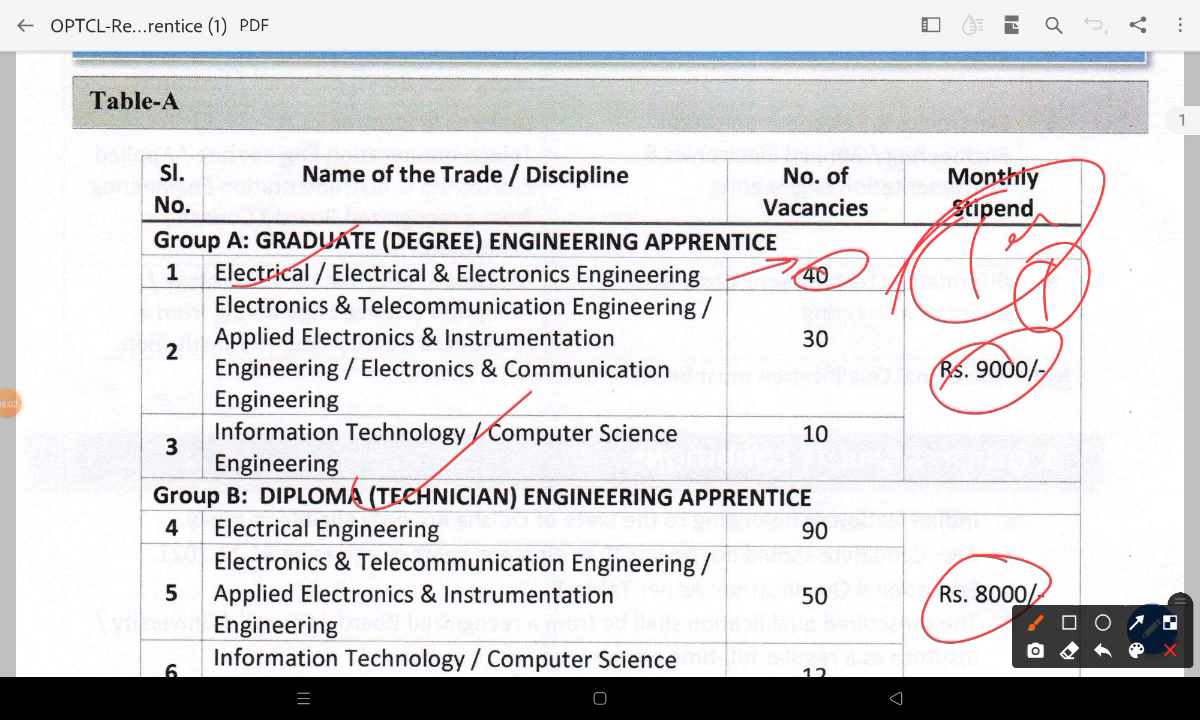 OPTCL-Re...rentice (1) PDF
Table-A
1
Sl. No. Name of the Trade / Discipline No. of Vacancies Monthly Stipend
Group A: GRADUATE (DEGREE) ENGINEERING APPRENTICE
1 Electrical / Electrical & Electronics Engineering 40
Electronics & Telecommunication Engineering /
2 Applied Electronics & Instrumentation 30
Engineering / Electronics & Communication Rs. 9000/-
Engineering
3 Information Technology / Computer Science 10
Engineering
Group B: DIPLOMA (TECHNICIAN) ENGINEERING APPRENTICE
4 Electrical Engineering 90
Electronics & Telecommunication Engineering /
5 Applied Electronics & Instrumentation 50 Rs. 8000/-
Engineering
6 Information Technology / Computer Science 12